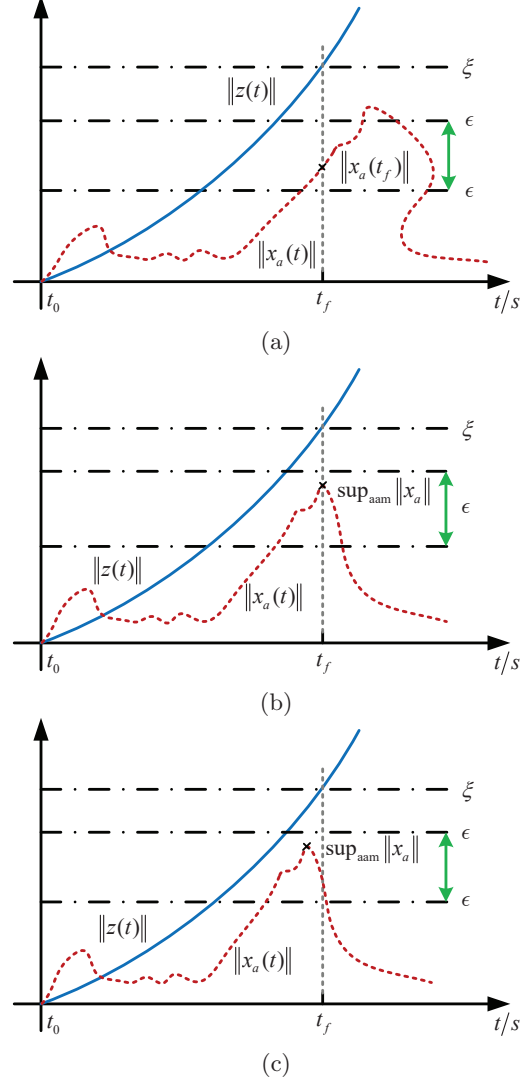 ξ
‖z(t)‖
ϵ
‖x_a(t_f)‖
ϵ
‖x_a(t)‖
t_0 t_f t/s
(a)
ξ
sup_aam ‖x_a‖
ϵ
‖z(t)‖
‖x_a(t)‖
t_0 t_f t/s
(b)
ξ
ϵ
sup_aam ‖x_a‖
ϵ
‖z(t)‖
‖x_a(t)‖
t_0 t_f t/s
(c)